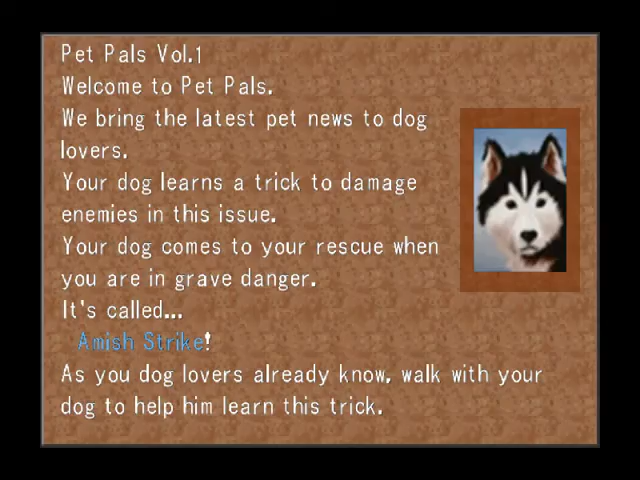 Pet Pals Vol.1
Welcome to Pet Pals.
We bring the latest pet news to dog
lovers.
Your dog learns a trick to damage
enemies in this issue.
Your dog comes to your rescue when
you are in grave danger.
It's called...
Amish Strike!
As you dog lovers already know, walk with your
dog to help him learn this trick.